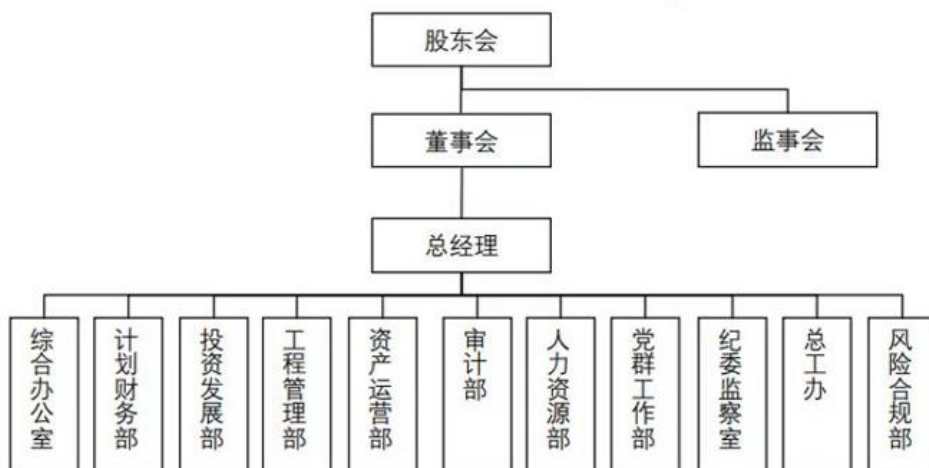 股东会
董事会
监事会
总经理
综合办公室
计划财务部
投资发展部
工程管理部
资产运营部
审计部
人力资源部
党群工作部
纪委监察室
总工办
风险合规部